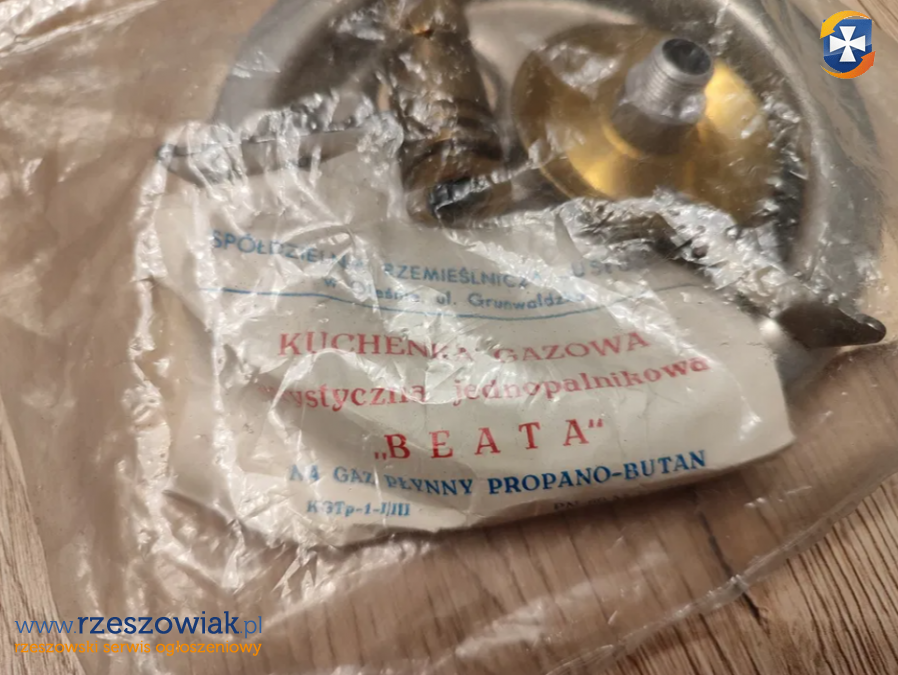 SPÓŁDZIELNIA RZEMIEŚLNICZA
w Oleśnie ul. Grunwaldzka
KUCHENKA GAZOWA
jednopalnikowa
„BEATA“
NA GAZ PŁYNNY PROPANO-BUTAN
www.rzeszowiak.pl
rzeszowski serwis ogłoszeniowy